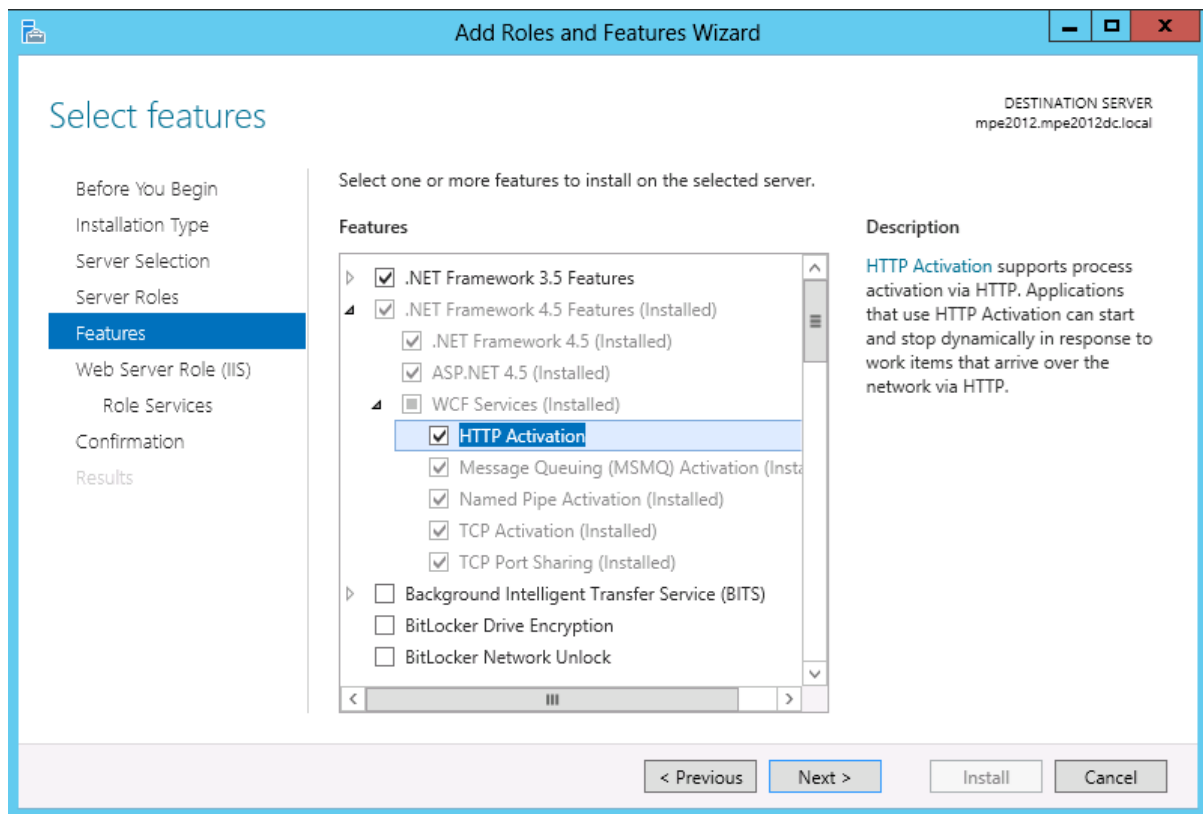 Add Roles and Features Wizard
Select features
DESTINATION SERVER
mpe2012.mpe2012dc.local
Before You Begin
Installation Type
Server Selection
Server Roles
Features
Web Server Role (IIS)
Role Services
Confirmation
Results
Select one or more features to install on the selected server.
Features
.NET Framework 3.5 Features
.NET Framework 4.5 Features (Installed)
.NET Framework 4.5 (Installed)
ASP.NET 4.5 (Installed)
WCF Services (Installed)
HTTP Activation
Message Queuing (MSMQ) Activation (Insta
Named Pipe Activation (Installed)
TCP Activation (Installed)
TCP Port Sharing (Installed)
Background Intelligent Transfer Service (BITS)
BitLocker Drive Encryption
BitLocker Network Unlock
Description
HTTP Activation supports process
activation via HTTP. Applications
that use HTTP Activation can start
and stop dynamically in response to
work items that arrive over the
network via HTTP.
< Previous
Next >
Install
Cancel